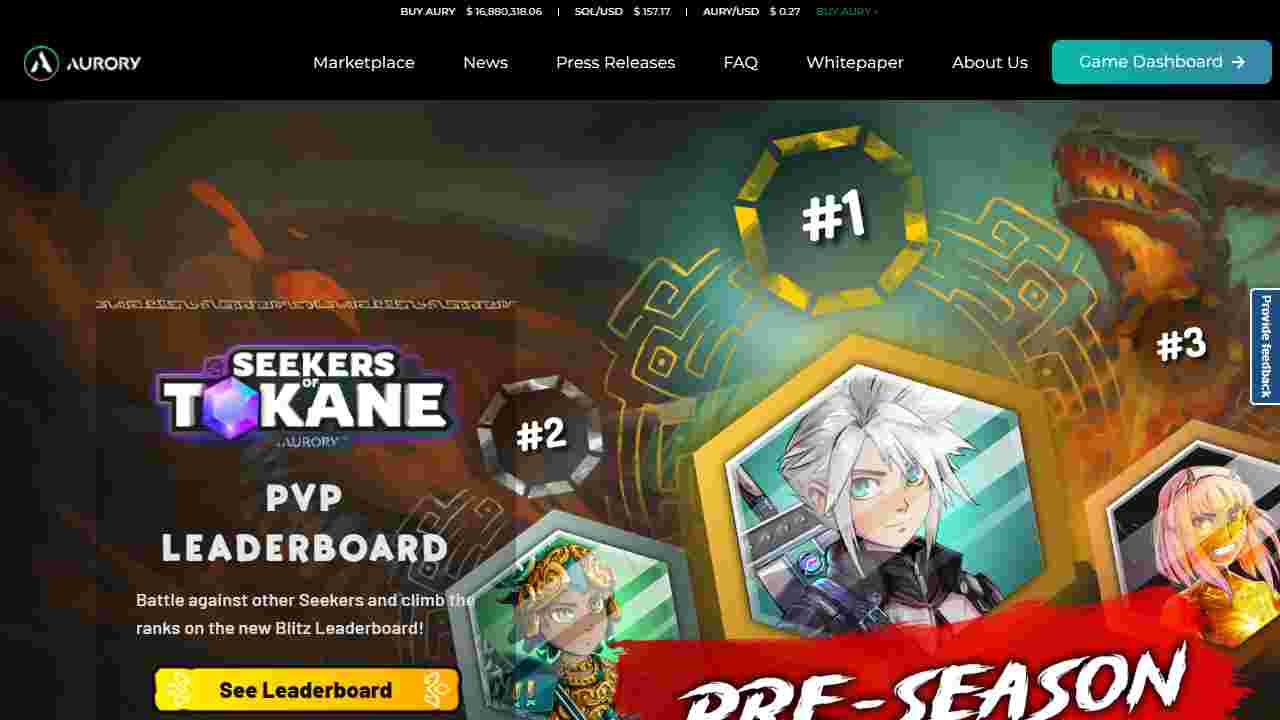 BUY AURY $ 16,880,318.06 | SOL/USD $ 157.17 | AURY/USD $ 0.27 BUY AURY
AURORY
Marketplace News Press Releases FAQ Whitepaper About Us Game Dashboard →
#1
#3
Provide feedback
SEEKERS
OF
TOKANE
AURORY
#2
PVP
LEADERBOARD
Battle against other Seekers and climb the
ranks on the new Blitz Leaderboard!
See Leaderboard
PRE-SEASON